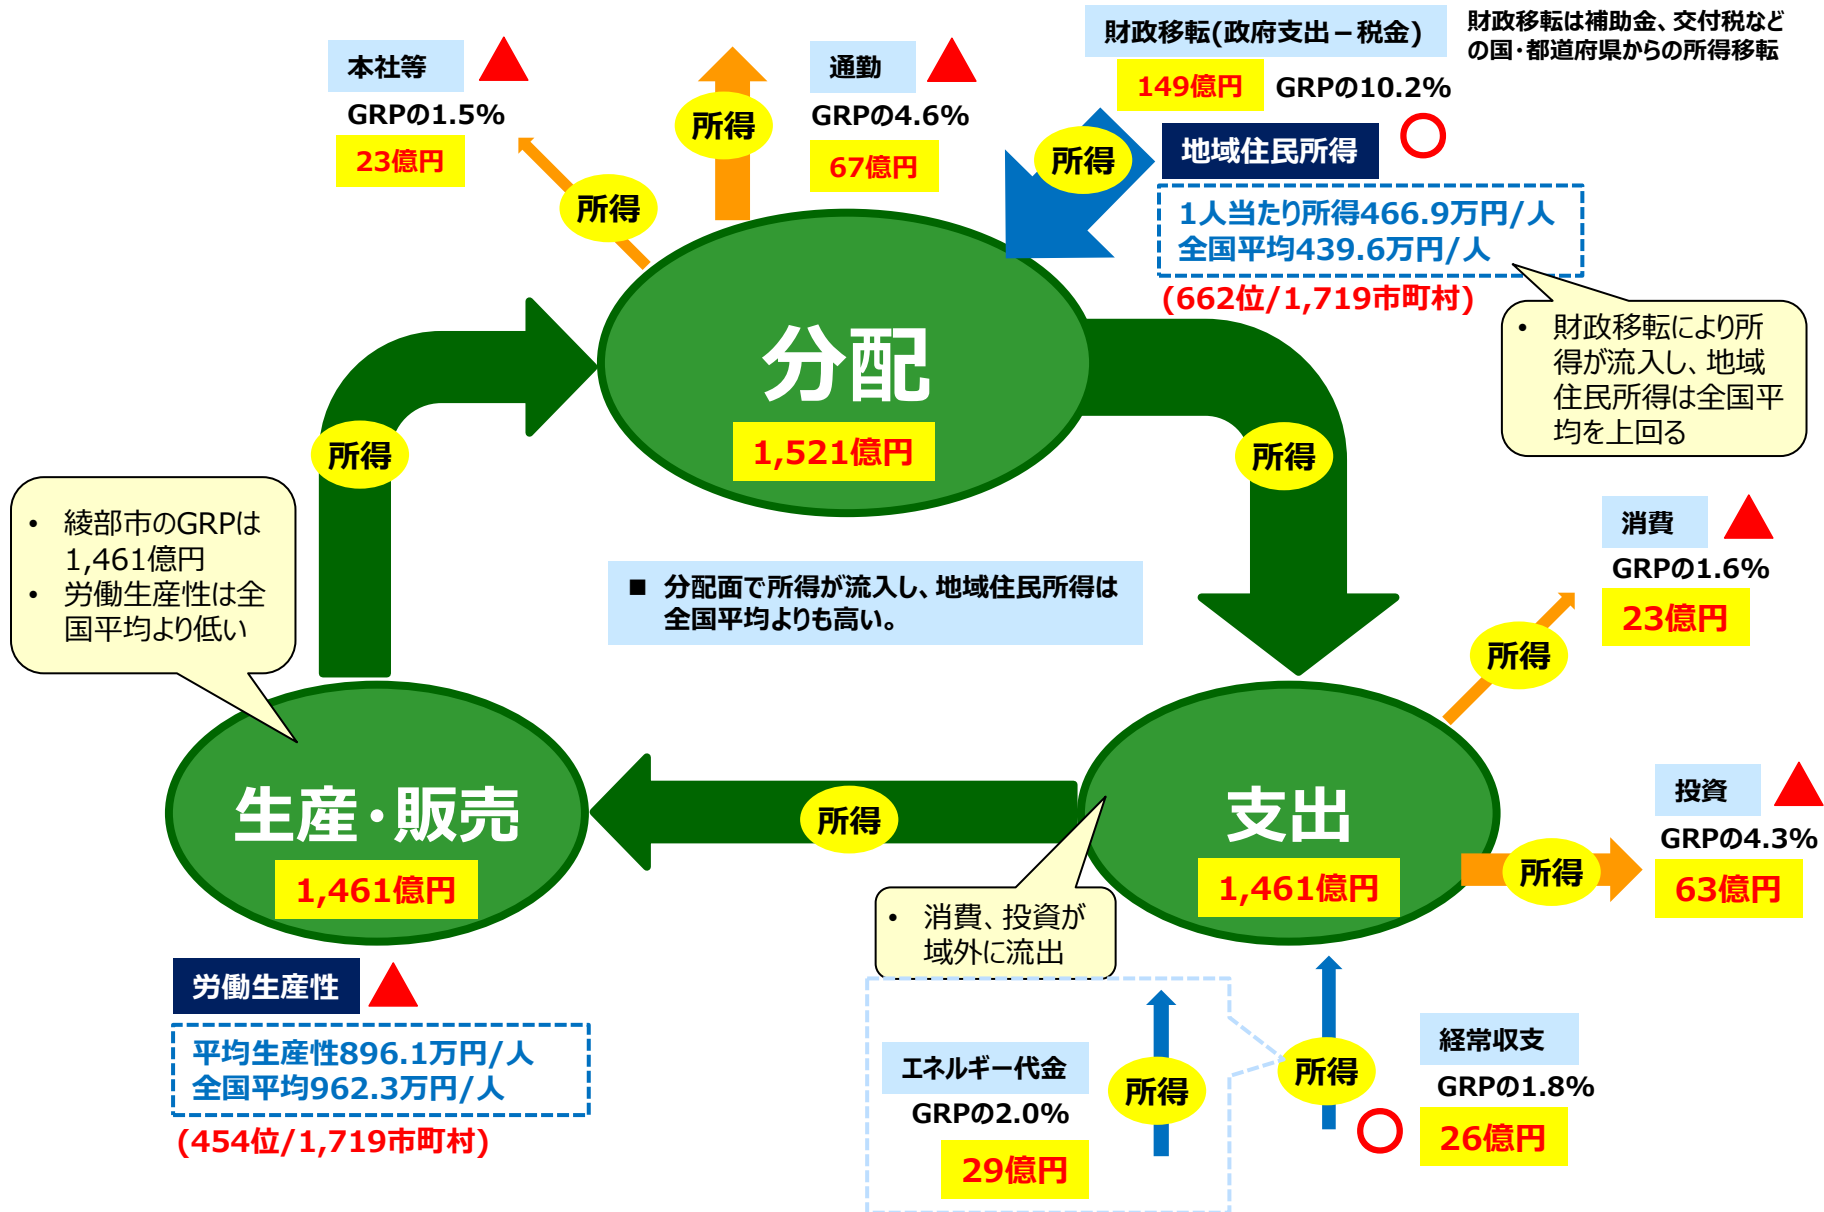 本社等
GRPの1.5%
23億円
所得
所得
通勤
GRPの4.6%
67億円
財政移転(政府支出－税金)
149億円 GRPの10.2%
財政移転は補助金、交付税など
の国・都道府県からの所得移転
所得
地域住民所得
1人当たり所得466.9万円/人
全国平均439.6万円/人
(662位/1,719市町村)
• 財政移転により所
得が流入し、地域
住民所得は全国平
均を上回る
分配
1,521億円
所得
所得
• 綾部市のGRPは
1,461億円
• 労働生産性は全
国平均より低い
■ 分配面で所得が流入し、地域住民所得は
全国平均よりも高い。
消費
GRPの1.6%
23億円
所得
生産・販売
1,461億円
所得
支出
1,461億円
所得
投資
GRPの4.3%
63億円
• 消費、投資が
域外に流出
労働生産性
平均生産性896.1万円/人
全国平均962.3万円/人
(454位/1,719市町村)
エネルギー代金
GRPの2.0%
29億円
所得
所得
経常収支
GRPの1.8%
26億円